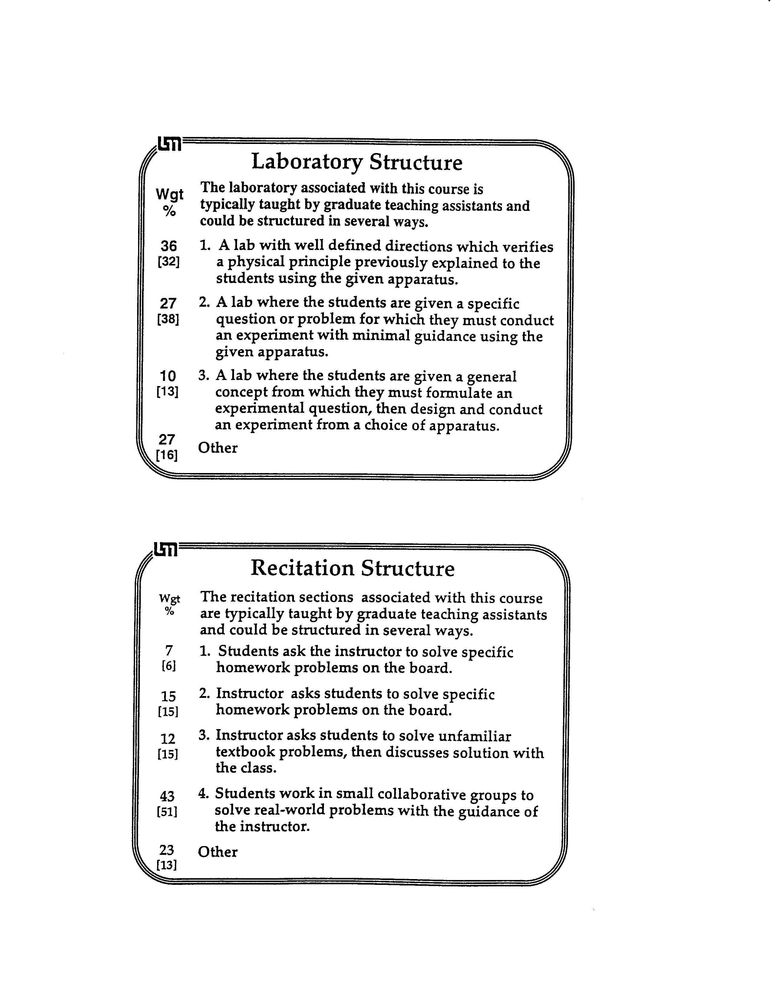 Laboratory Structure
Wgt
%
The laboratory associated with this course is
typically taught by graduate teaching assistants and
could be structured in several ways.
36
[32]
1. A lab with well defined directions which verifies
a physical principle previously explained to the
students using the given apparatus.
27
[38]
2. A lab where the students are given a specific
question or problem for which they must conduct
an experiment with minimal guidance using the
given apparatus.
10
[13]
3. A lab where the students are given a general
concept from which they must formulate an
experimental question, then design and conduct
an experiment from a choice of apparatus.
27
[16]
Other
Recitation Structure
Wgt
%
The recitation sections associated with this course
are typically taught by graduate teaching assistants
and could be structured in several ways.
7
[6]
1. Students ask the instructor to solve specific
homework problems on the board.
15
[15]
2. Instructor asks students to solve specific
homework problems on the board.
12
[15]
3. Instructor asks students to solve unfamiliar
textbook problems, then discusses solution with
the class.
43
[51]
4. Students work in small collaborative groups to
solve real-world problems with the guidance of
the instructor.
23
[13]
Other